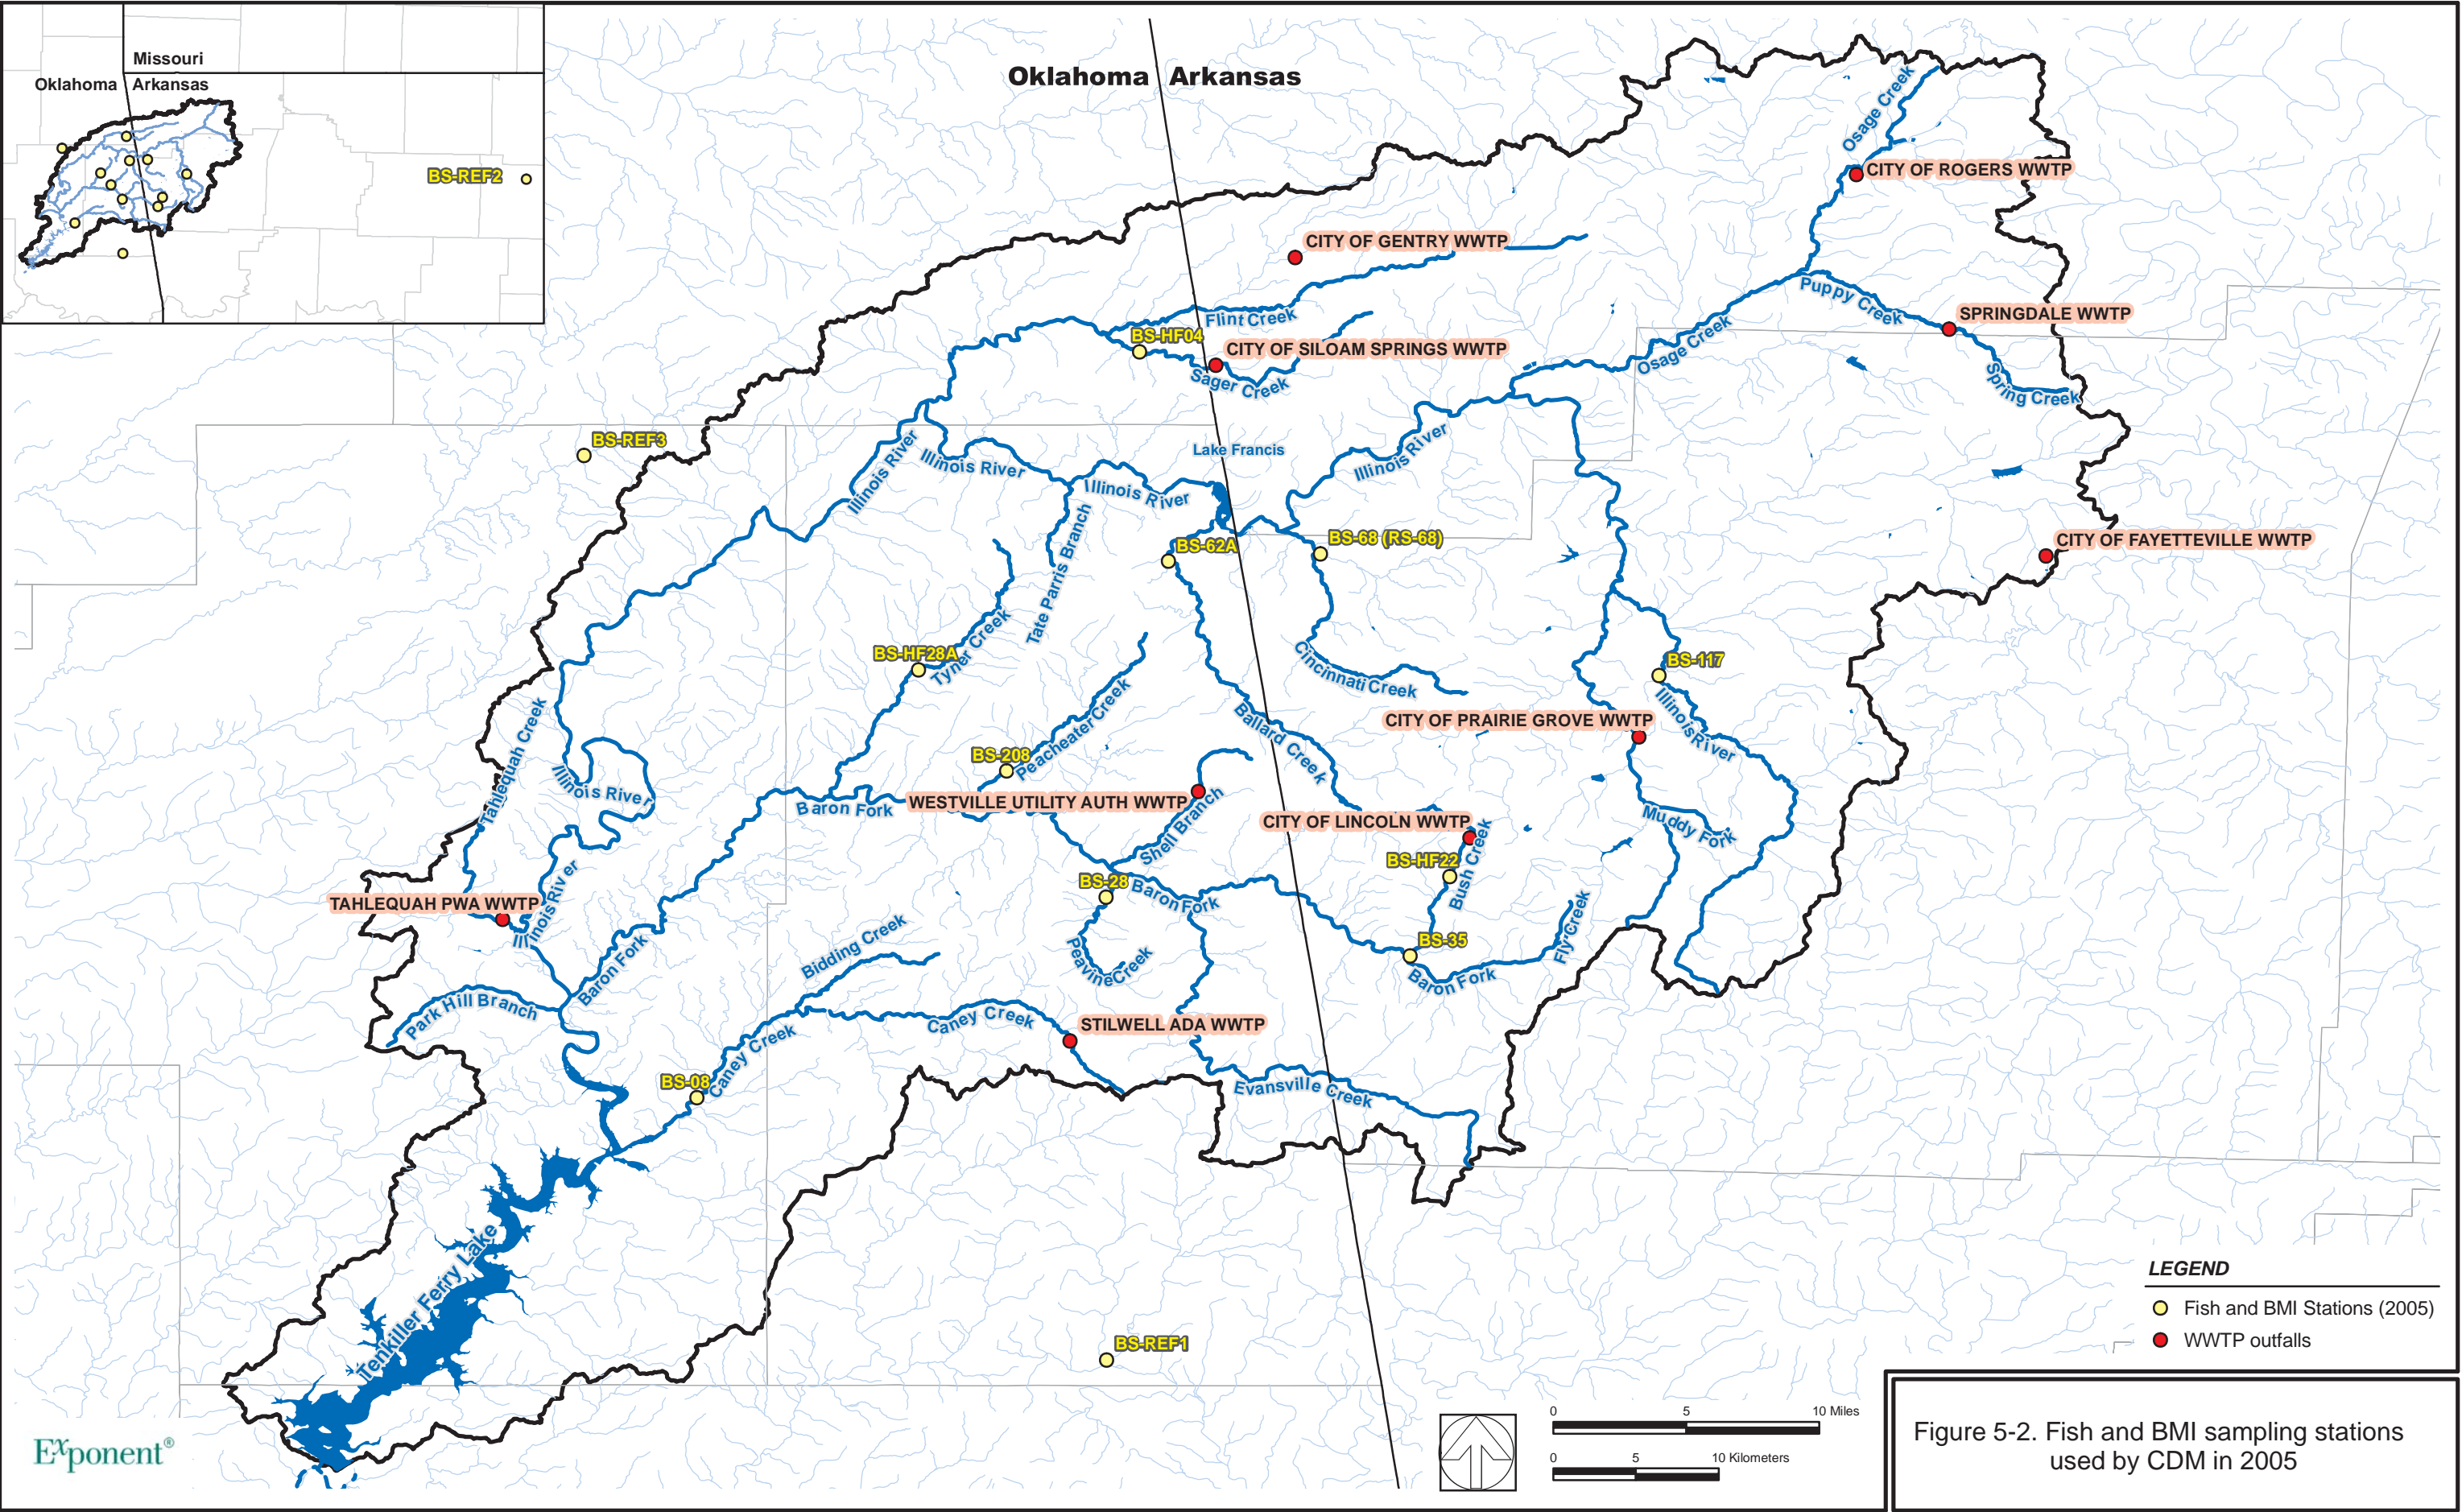 Missouri
Oklahoma Arkansas
BS-REF2
Oklahoma Arkansas
Osage Creek
CITY OF ROGERS WWTP
CITY OF GENTRY WWTP
Puppy Creek
Flint Creek
SPRINGDALE WWTP
BS-HF04
CITY OF SILOAM SPRINGS WWTP
Osage Creek
Sager Creek
Spring Creek
BS-REF3
Illinois River
Illinois River
Lake Francis
Illinois River
Illinois River
BS-62A
BS-68 (RS-68)
CITY OF FAYETTEVILLE WWTP
Tate Parris Branch
BS-HF28A
Tyner Creek
Cincinnati Creek
BS-117
Illinois River
CITY OF PRAIRIE GROVE WWTP
Tahlequah Creek
Peacheater Creek
BS-208
Ballard Creek
Illinois River
Baron Fork
WESTVILLE UTILITY AUTH WWTP
Shell Branch
CITY OF LINCOLN WWTP
Muddy Fork
BS-HF22
Bush Creek
BS-28
Baron Fork
TAHLEQUAH PWA WWTP
Illinois River
Fly Creek
BS-35
Baron Fork
Bidding Creek
Peavine Creek
Baron Fork
Park Hill Branch
Caney Creek
STILWELL ADA WWTP
Caney Creek
BS-08
Evansville Creek
Tenkiller Ferry Lake
BS-REF1
LEGEND
Fish and BMI Stations (2005)
WWTP outfalls
0 5 10 Miles
0 5 10 Kilometers
Exponent®
Figure 5-2. Fish and BMI sampling stations
used by CDM in 2005